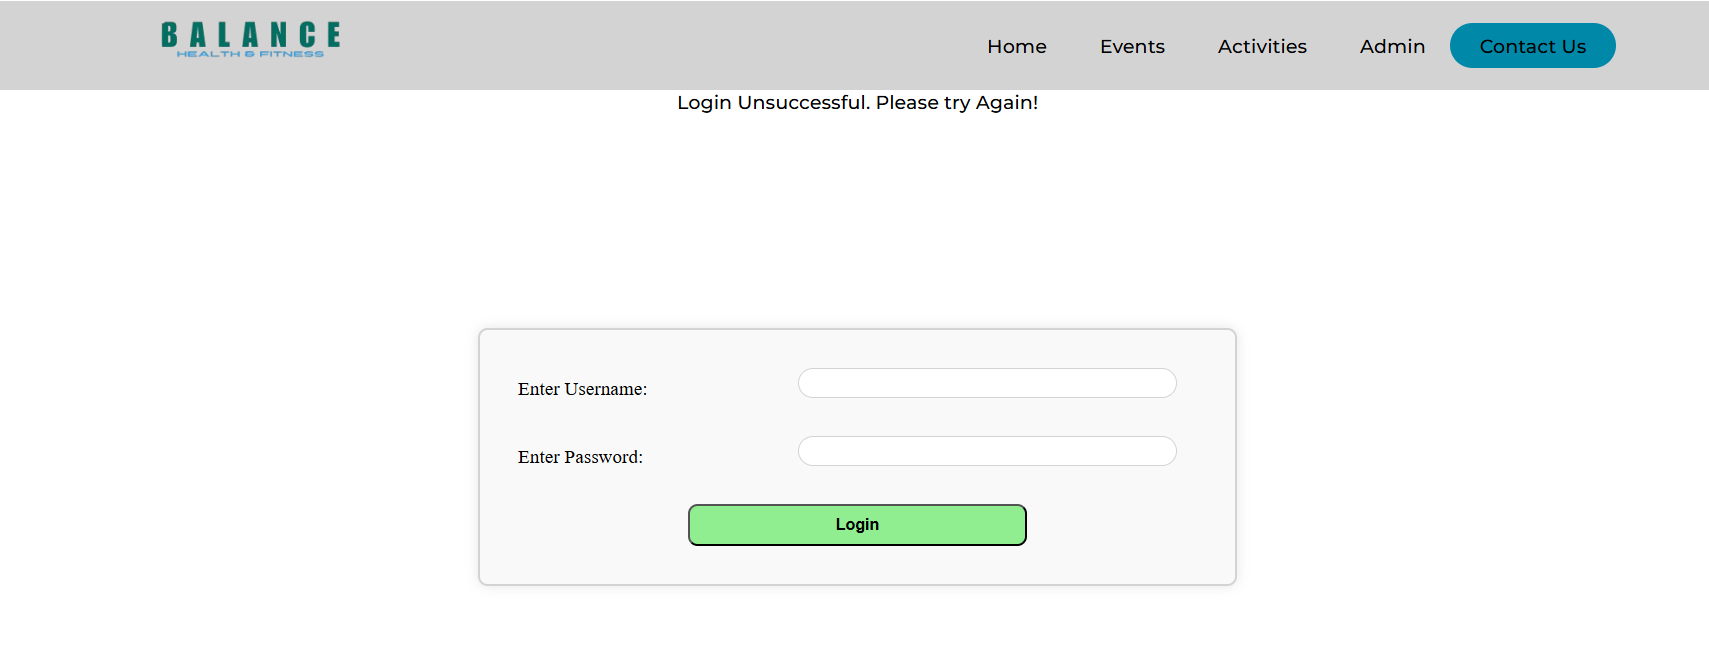 BALANCE
HEALTH & FITNESS
Home Events Activities Admin Contact Us
Login Unsuccessful. Please try Again!
Enter Username:
Enter Password:
Login